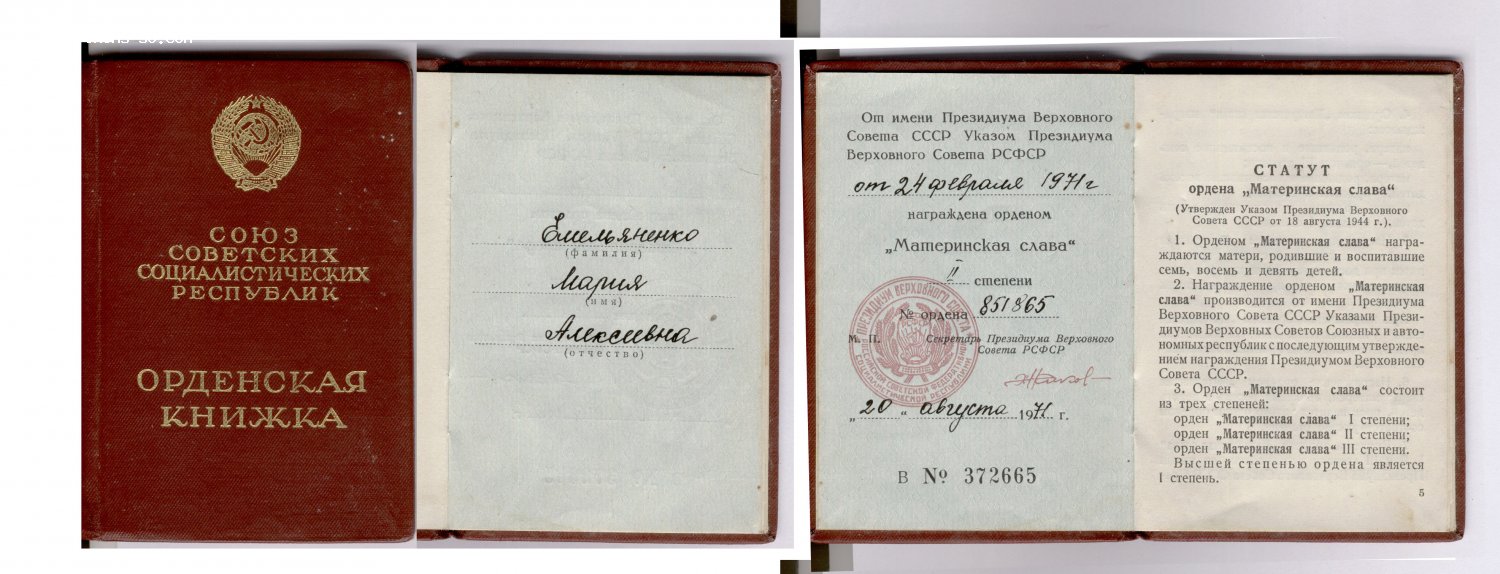 СОЮЗ
СОВЕТСКИХ
СОЦИАЛИСТИЧЕСКИХ
РЕСПУБЛИК
ОРДЕНСКАЯ
КНИЖКА
Емельяненко
(фамилия)
Мария
(имя)
Алексеевна
(отчество)
От имени Президиума Верховного
Совета СССР Указом Президиума
Верховного Совета РСФСР
от 24 февраля 1971 г
награждена орденом
„Материнская слава“
II степени
№ ордена 851865
М. П. Секретарь Президиума Верховного
Совета РСФСР
„20“ августа 1971 г.
В № 372665
СТАТУТ
ордена „Материнская слава“
(Утвержден Указом Президиума Верховного
Совета СССР от 18 августа 1944 г.).
1. Орденом „Материнская слава“ награ-
ждаются матери, родившие и воспитавшие
семь, восемь и девять детей.
2. Награждение орденом „Материнская
слава“ производится от имени Президиума
Верховного Совета СССР Указами Прези-
диумов Верховных Советов Союзных и авто-
номных республик с последующим утвержде-
нием награждения Президиумом Верховного
Совета СССР.
3. Орден „Материнская слава“ состоит
из трех степеней:
орден „Материнская слава“ I степени;
орден „Материнская слава“ II степени;
орден „Материнская слава“ III степени.
Высшей степенью ордена является
I степень.
5